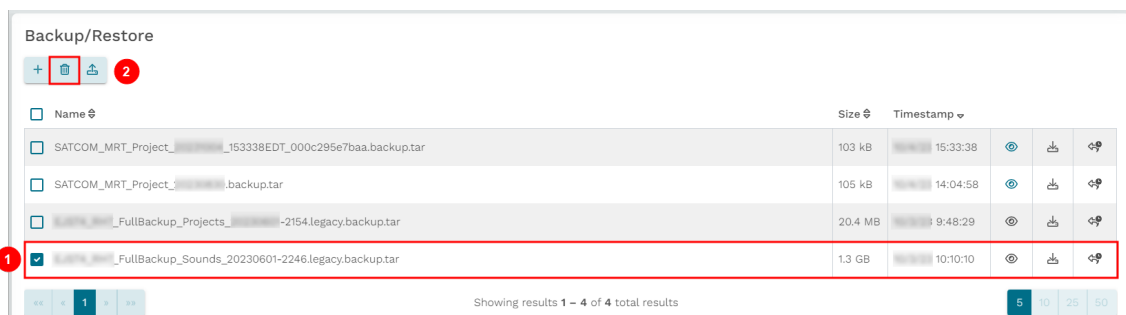 Backup/Restore
2
Name Size Timestamp
SATCOM_MRT_Project_ _153338EDT_000c295e7baa.backup.tar 103 kB 15:33:38
SATCOM_MRT_Project_ .backup.tar 105 kB 14:04:58
_FullBackup_Projects_ -2154.legacy.backup.tar 20.4 MB 9:48:29
1 _FullBackup_Sounds_20230601-2246.legacy.backup.tar 1.3 GB 10:10:10
«« « 1 » »» Showing results 1 – 4 of 4 total results 5 10 25 50